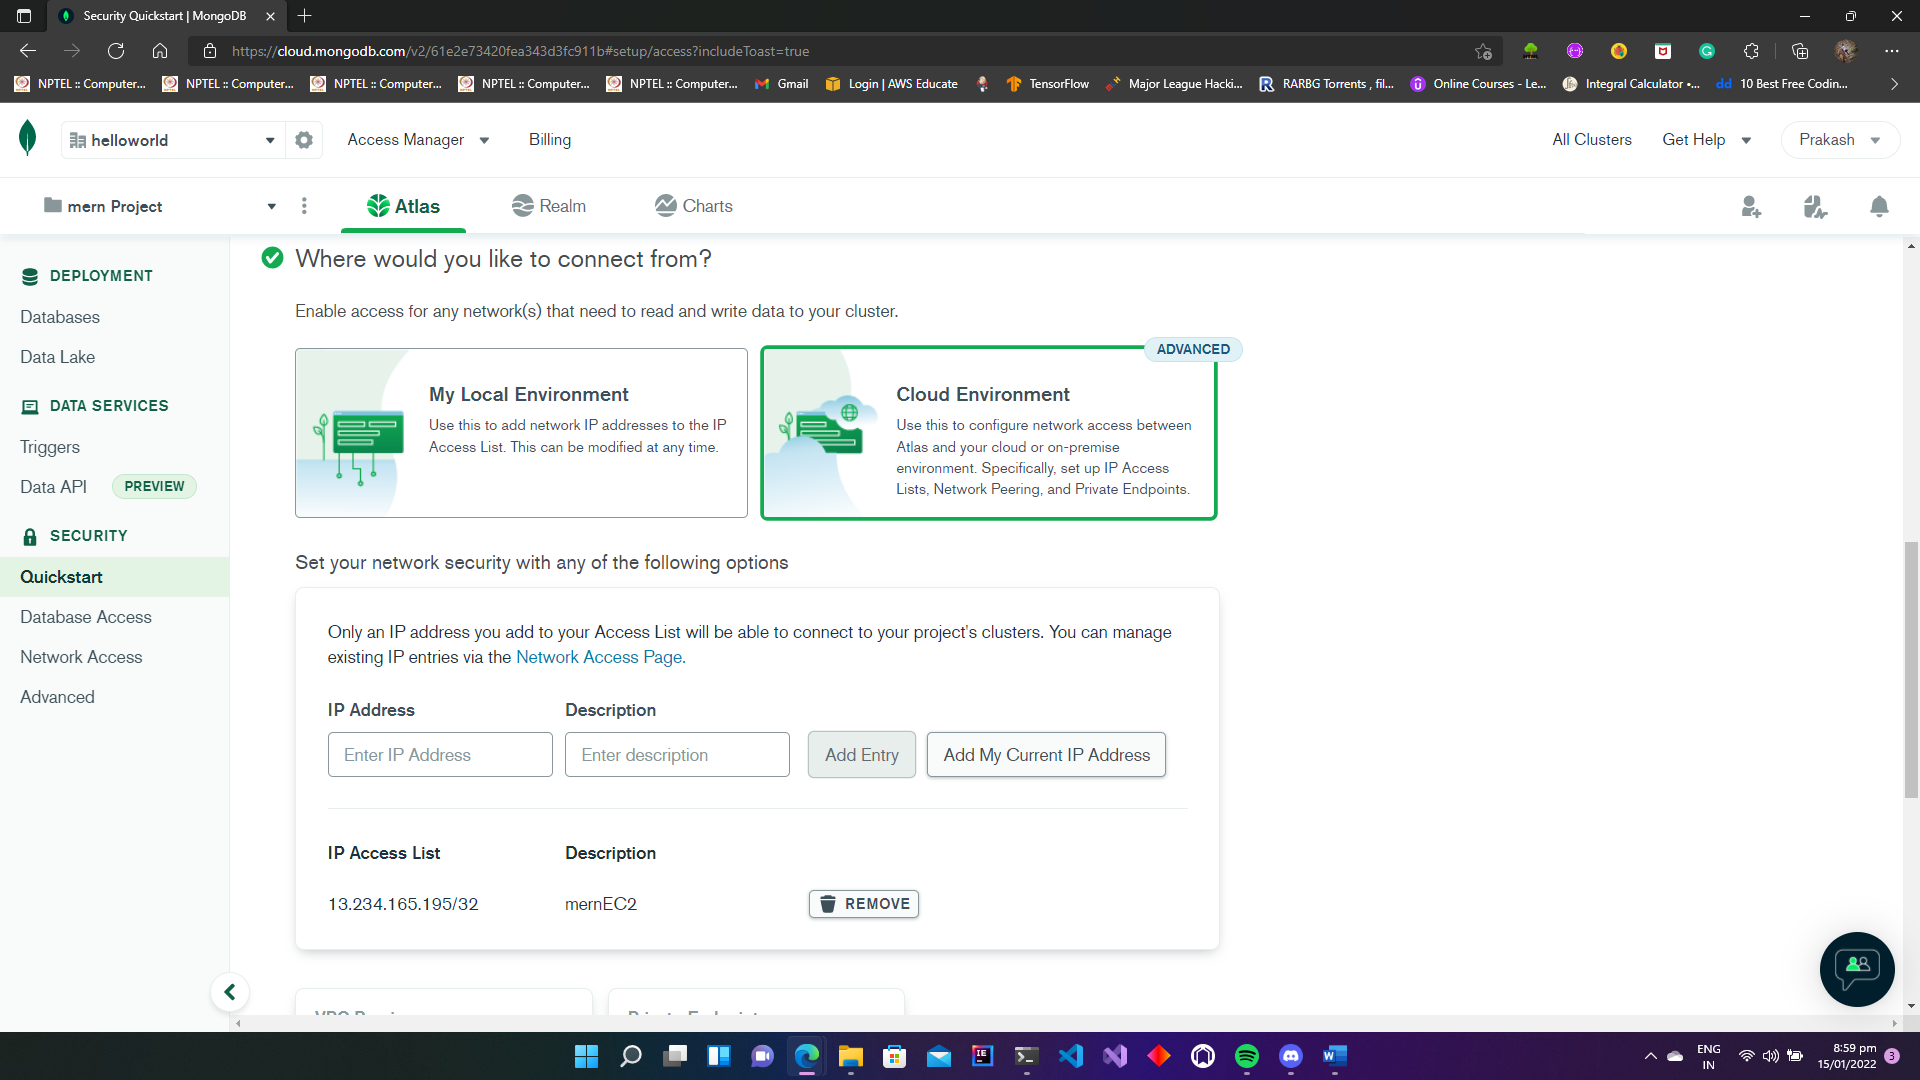 Security Quickstart | MongoDB
https://cloud.mongodb.com/v2/61e2e73420fea343d3fc911b#setup/access?includeToast=true
NPTEL :: Computer...
NPTEL :: Computer...
NPTEL :: Computer...
NPTEL :: Computer...
NPTEL :: Computer...
Gmail
Login | AWS Educate
TensorFlow
Major League Hacki...
RARBG Torrents , fil...
Online Courses - Le...
Integral Calculator •...
dd 10 Best Free Codin...
helloworld
Access Manager
Billing
All Clusters
Get Help
Prakash
mern Project
Atlas
Realm
Charts
DEPLOYMENT
Databases
Data Lake
DATA SERVICES
Triggers
Data API PREVIEW
SECURITY
Quickstart
Database Access
Network Access
Advanced
Where would you like to connect from?
Enable access for any network(s) that need to read and write data to your cluster.
My Local Environment
Use this to add network IP addresses to the IP
Access List. This can be modified at any time.
ADVANCED
Cloud Environment
Use this to configure network access between
Atlas and your cloud or on-premise
environment. Specifically, set up IP Access
Lists, Network Peering, and Private Endpoints.
Set your network security with any of the following options
Only an IP address you add to your Access List will be able to connect to your project's clusters. You can manage
existing IP entries via the Network Access Page.
IP Address
Description
Enter IP Address
Enter description
Add Entry
Add My Current IP Address
IP Access List
Description
13.234.165.195/32
mernEC2
REMOVE
ENG
IN
8:59 pm
15/01/2022
3